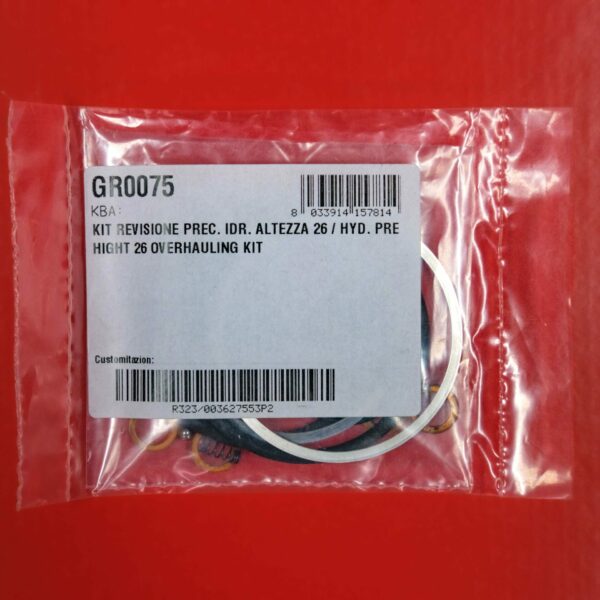 GR0075
KBA:
8 033914 157814
KIT REVISIONE PREC. IDR. ALTEZZA 26 / HYD. PRE
HIGHT 26 OVERHAULING KIT
Customitazion:
R323/003627553P2